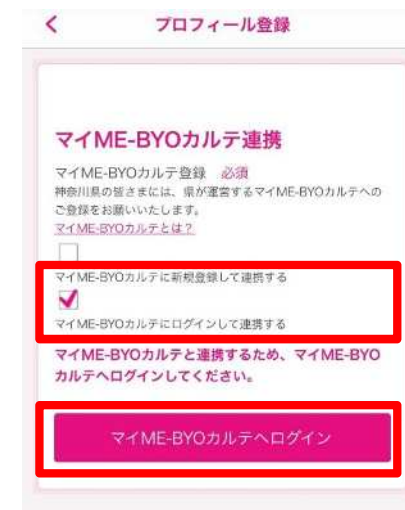 プロフィール登録
マイME-BYOカルテ連携
マイME-BYOカルテ登録 必須
神奈川県の皆さまには、県が運営するマイME-BYOカルテへの
ご登録をお願いいたします。
マイME-BYOカルテとは？
マイME-BYOカルテに新規登録して連携する
マイME-BYOカルテにログインして連携する
マイME-BYOカルテと連携するため、マイME-BYO
カルテへログインしてください。
マイME-BYOカルテへログイン